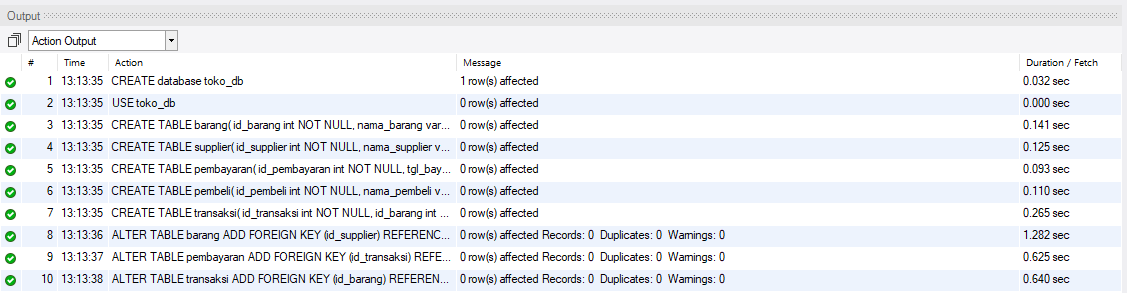 Output
Action Output
# Time Action Message Duration / Fetch
1 13:13:35 CREATE database toko_db 1 row(s) affected 0.032 sec
2 13:13:35 USE toko_db 0 row(s) affected 0.000 sec
3 13:13:35 CREATE TABLE barang( id_barang int NOT NULL, nama_barang var... 0 row(s) affected 0.141 sec
4 13:13:35 CREATE TABLE supplier( id_supplier int NOT NULL, nama_supplier v... 0 row(s) affected 0.125 sec
5 13:13:35 CREATE TABLE pembayaran( id_pembayaran int NOT NULL, tgl_bay... 0 row(s) affected 0.093 sec
6 13:13:35 CREATE TABLE pembeli( id_pembeli int NOT NULL, nama_pembeli v... 0 row(s) affected 0.110 sec
7 13:13:35 CREATE TABLE transaksi( id_transaksi int NOT NULL, id_barang int ... 0 row(s) affected 0.265 sec
8 13:13:36 ALTER TABLE barang ADD FOREIGN KEY (id_supplier) REFERENC... 0 row(s) affected Records: 0 Duplicates: 0 Warnings: 0 1.282 sec
9 13:13:37 ALTER TABLE pembayaran ADD FOREIGN KEY (id_transaksi) REFE... 0 row(s) affected Records: 0 Duplicates: 0 Warnings: 0 0.625 sec
10 13:13:38 ALTER TABLE transaksi ADD FOREIGN KEY (id_barang) REFEREN... 0 row(s) affected Records: 0 Duplicates: 0 Warnings: 0 0.640 sec